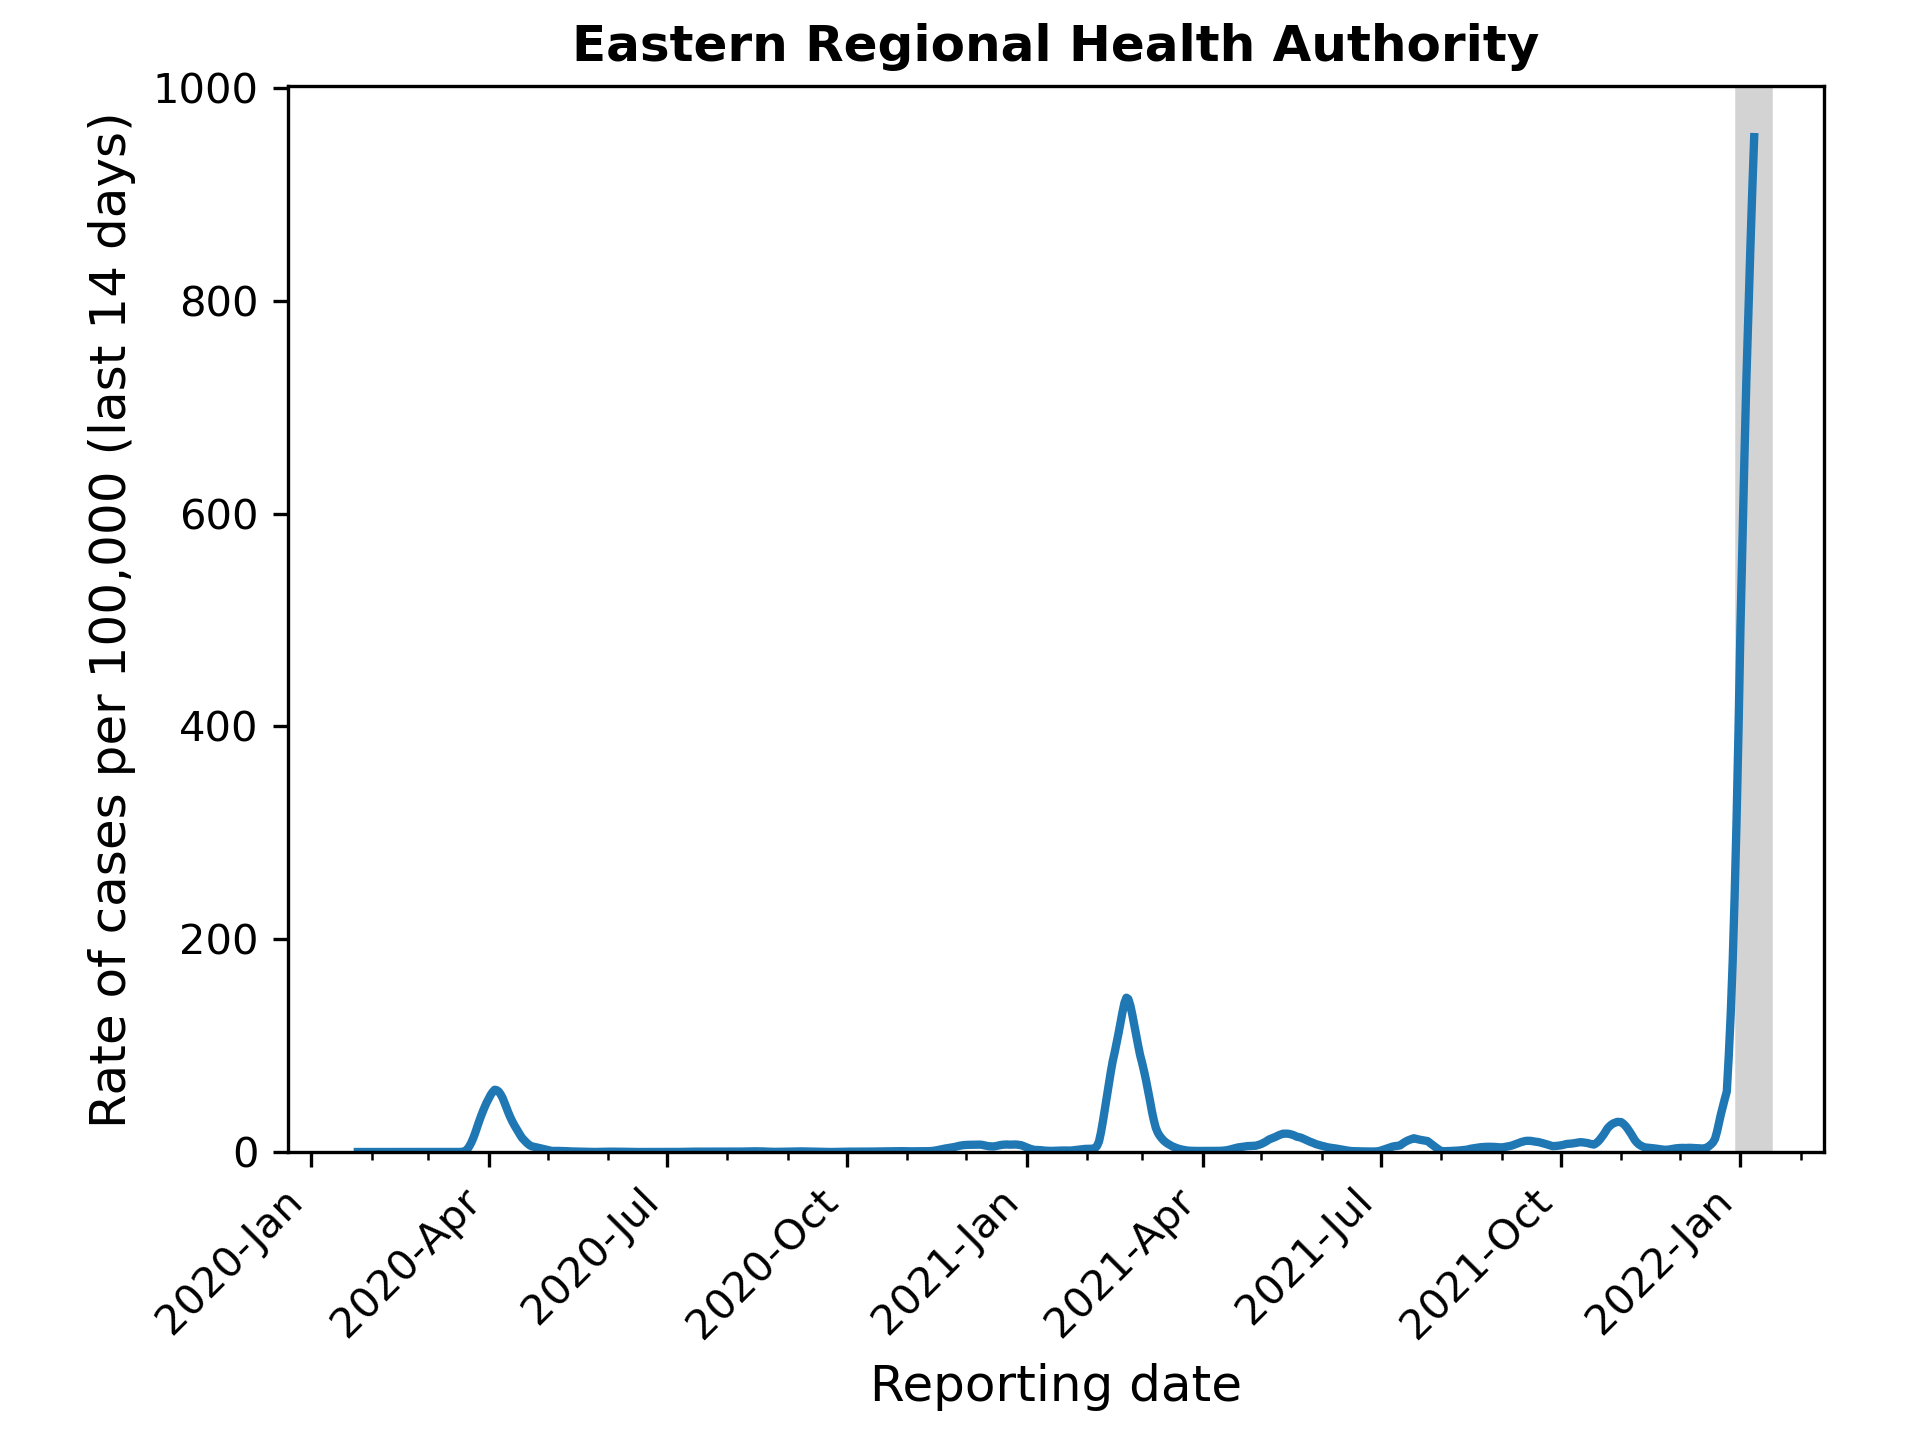 Eastern Regional Health Authority
Rate of cases per 100,000 (last 14 days)
1000
800
600
400
200
0
2020-Jan
2020-Apr
2020-Jul
2020-Oct
2021-Jan
2021-Apr
2021-Jul
2021-Oct
2022-Jan
Reporting date